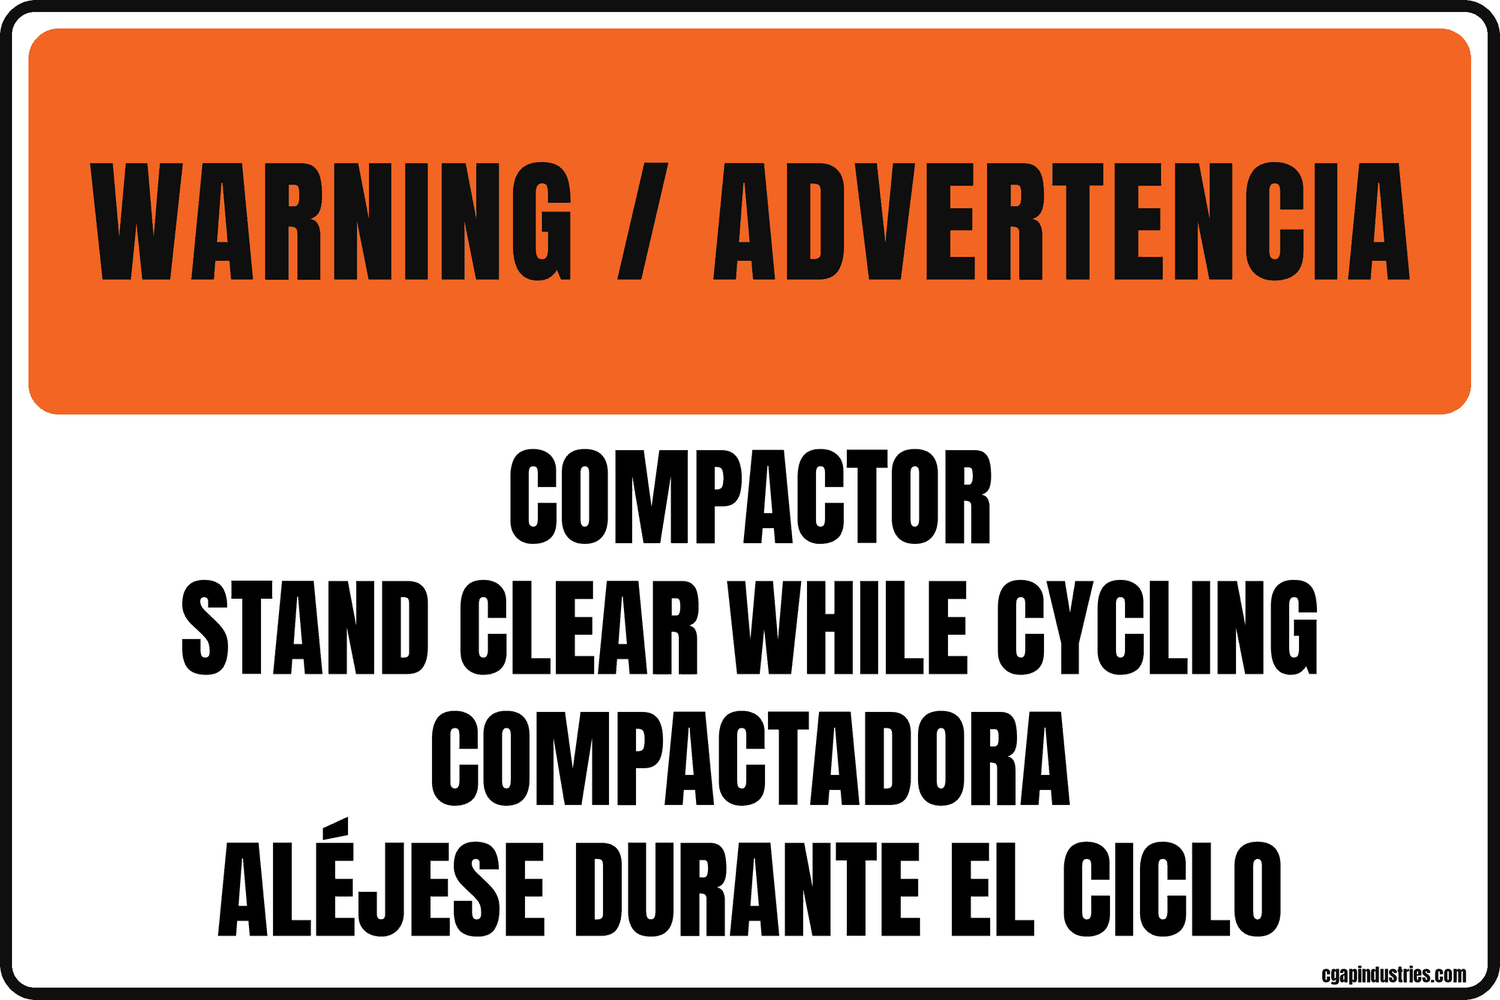 WARNING / ADVERTENCIA
COMPACTOR
STAND CLEAR WHILE CYCLING
COMPACTADORA
ALÉJESE DURANTE EL CICLO
cgapindustries.com